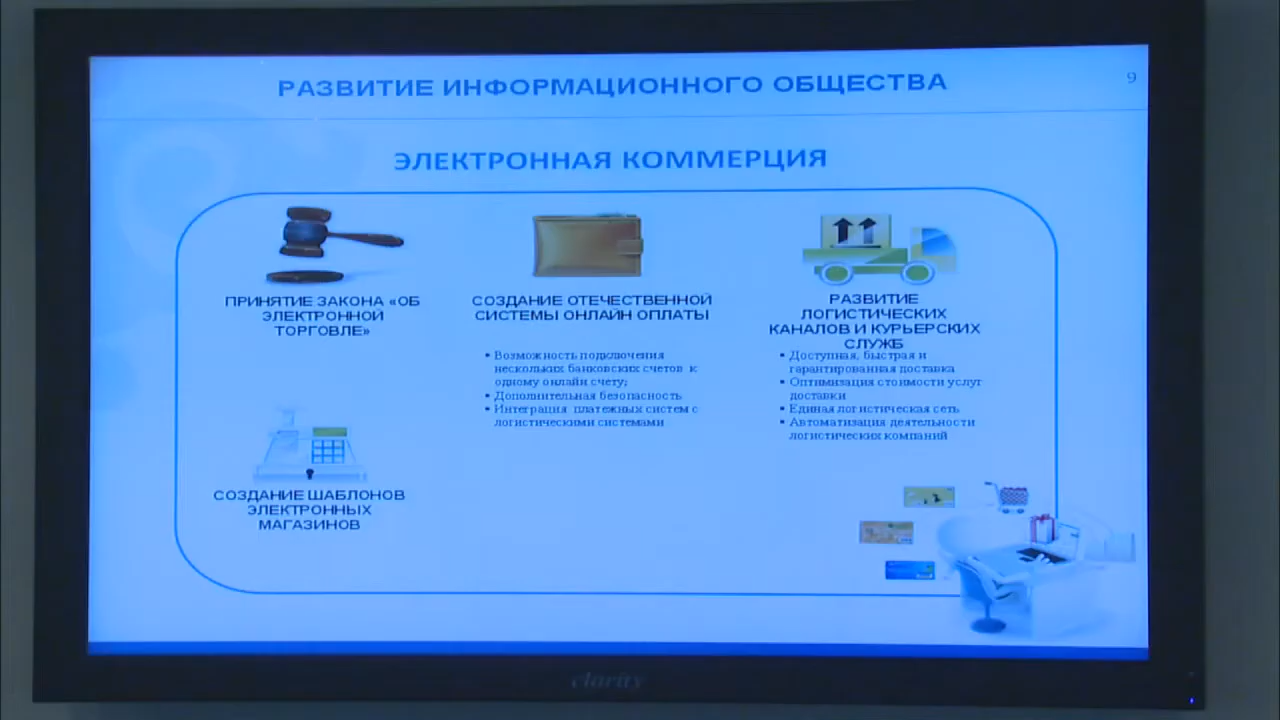 РАЗВИТИЕ ИНФОРМАЦИОННОГО ОБЩЕСТВА
9
ЭЛЕКТРОННАЯ КОММЕРЦИЯ
ПРИНЯТИЕ ЗАКОНА «ОБ
ЭЛЕКТРОННОЙ
ТОРГОВЛЕ»
СОЗДАНИЕ ШАБЛОНОВ
ЭЛЕКТРОННЫХ
МАГАЗИНОВ
СОЗДАНИЕ ОТЕЧЕСТВЕННОЙ
СИСТЕМЫ ОНЛАЙН ОПЛАТЫ
• Возможность подключения
нескольких банковских счетов к
одному онлайн счету;
• Дополнительная безопасность
• Интеграция платежных систем с
логистическими системами
РАЗВИТИЕ
ЛОГИСТИЧЕСКИХ
КАНАЛОВ И КУРЬЕРСКИХ
СЛУЖБ
• Доступная, быстрая и
гарантированная доставка
• Оптимизация стоимости услуг
доставки
• Единая логистическая сеть
• Автоматизация деятельности
логистических компаний
clarity